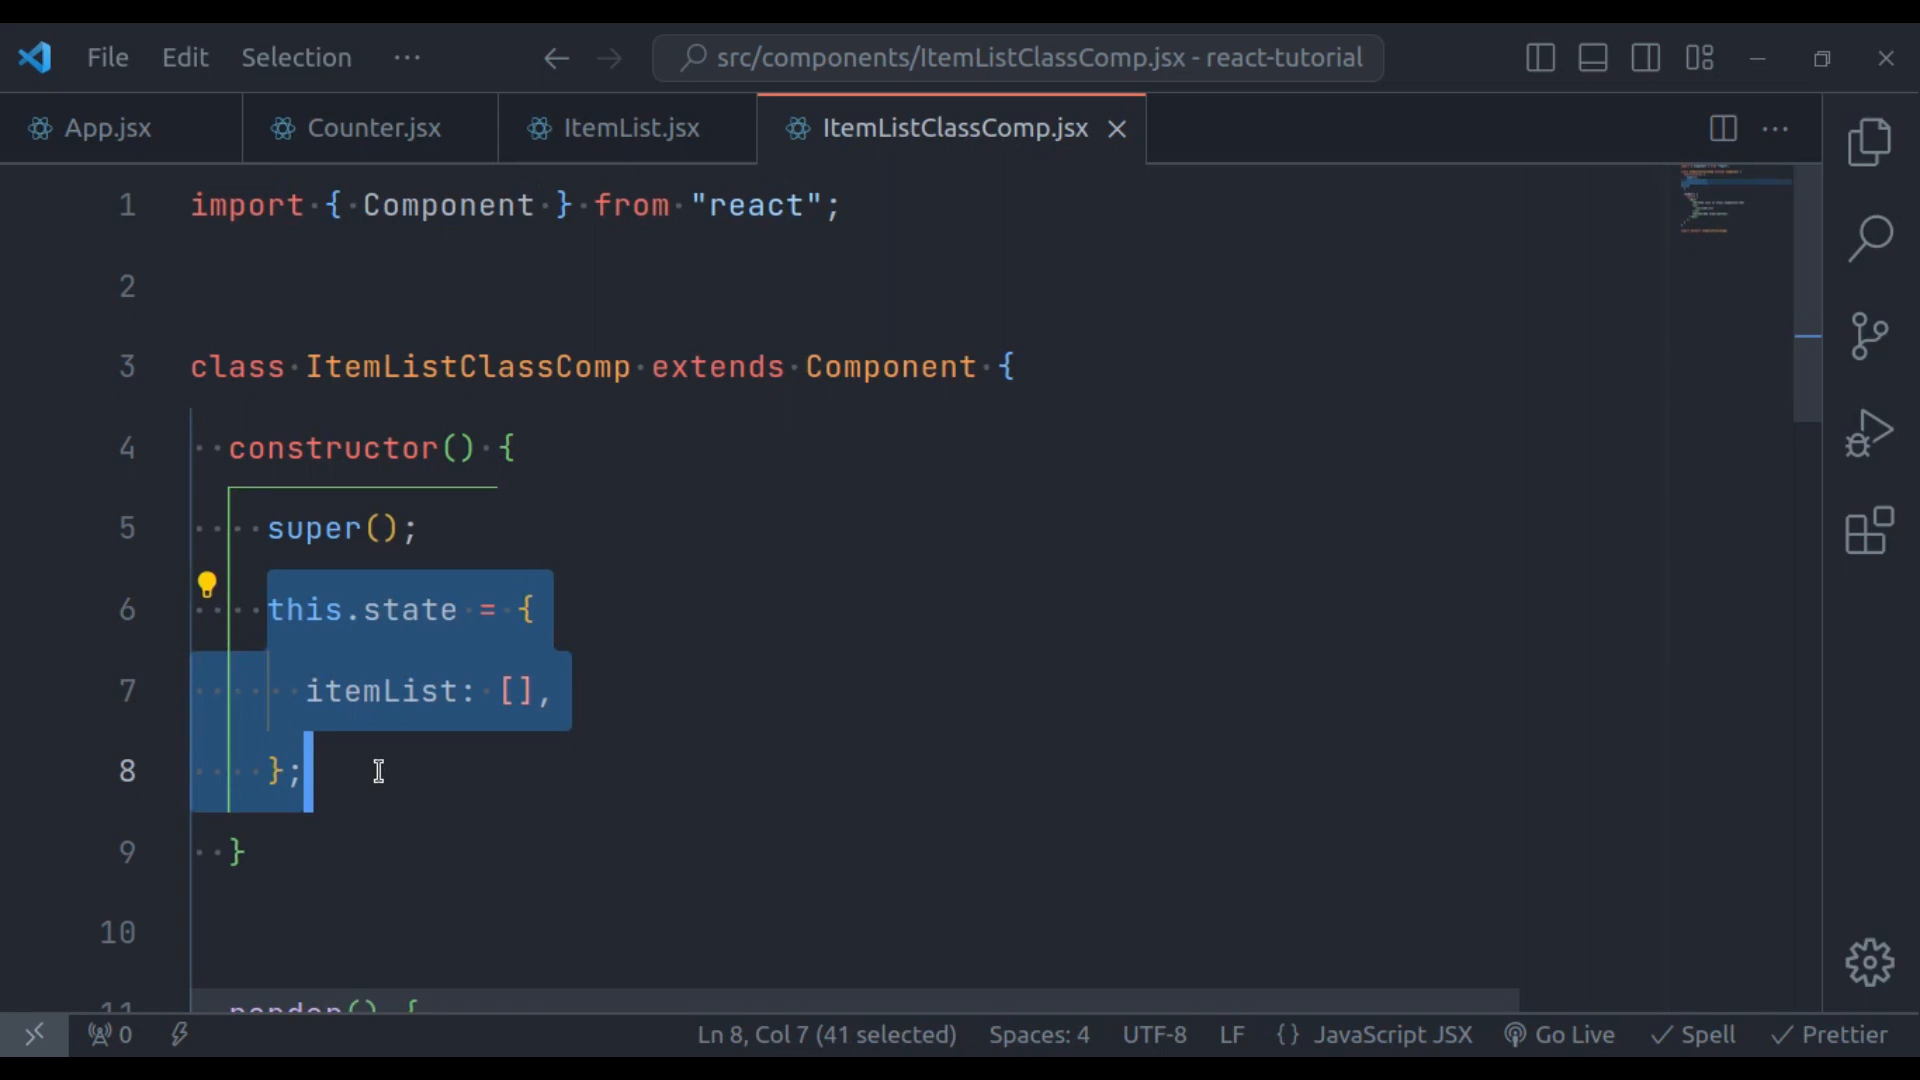 File Edit Selection ··· src/components/ItemListClassComp.jsx - react-tutorial
App.jsx Counter.jsx ItemList.jsx ItemListClassComp.jsx
1 import { Component } from "react";
2
3 class ItemListClassComp extends Component {
4 constructor() {
5 super();
6 this.state = {
7 itemList: [],
8 };
9 }
10
11 render() {
0 Ln 8, Col 7 (41 selected) Spaces: 4 UTF-8 LF {} JavaScript JSX Go Live Spell Prettier